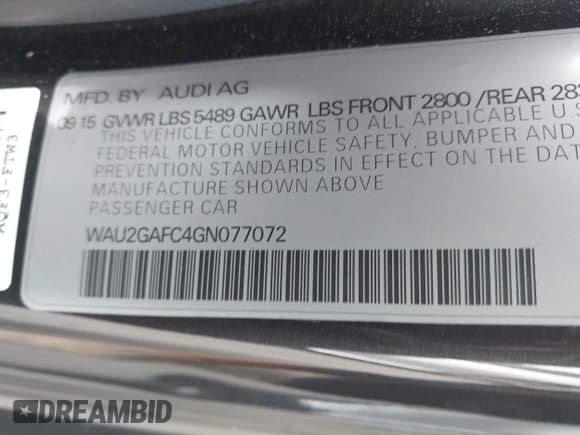 MFD. BY AUDI AG
09 15 GVWR LBS 5489 GAWR LBS FRONT 2800 /REAR 28
THIS VEHICLE CONFORMS TO ALL APPLICABLE U.S
FEDERAL MOTOR VEHICLE SAFETY, BUMPER AND
PREVENTION STANDARDS IN EFFECT ON THE DAT
MANUFACTURE SHOWN ABOVE
PASSENGER CAR
WAU2GAFC4GN077072
DREAMBID